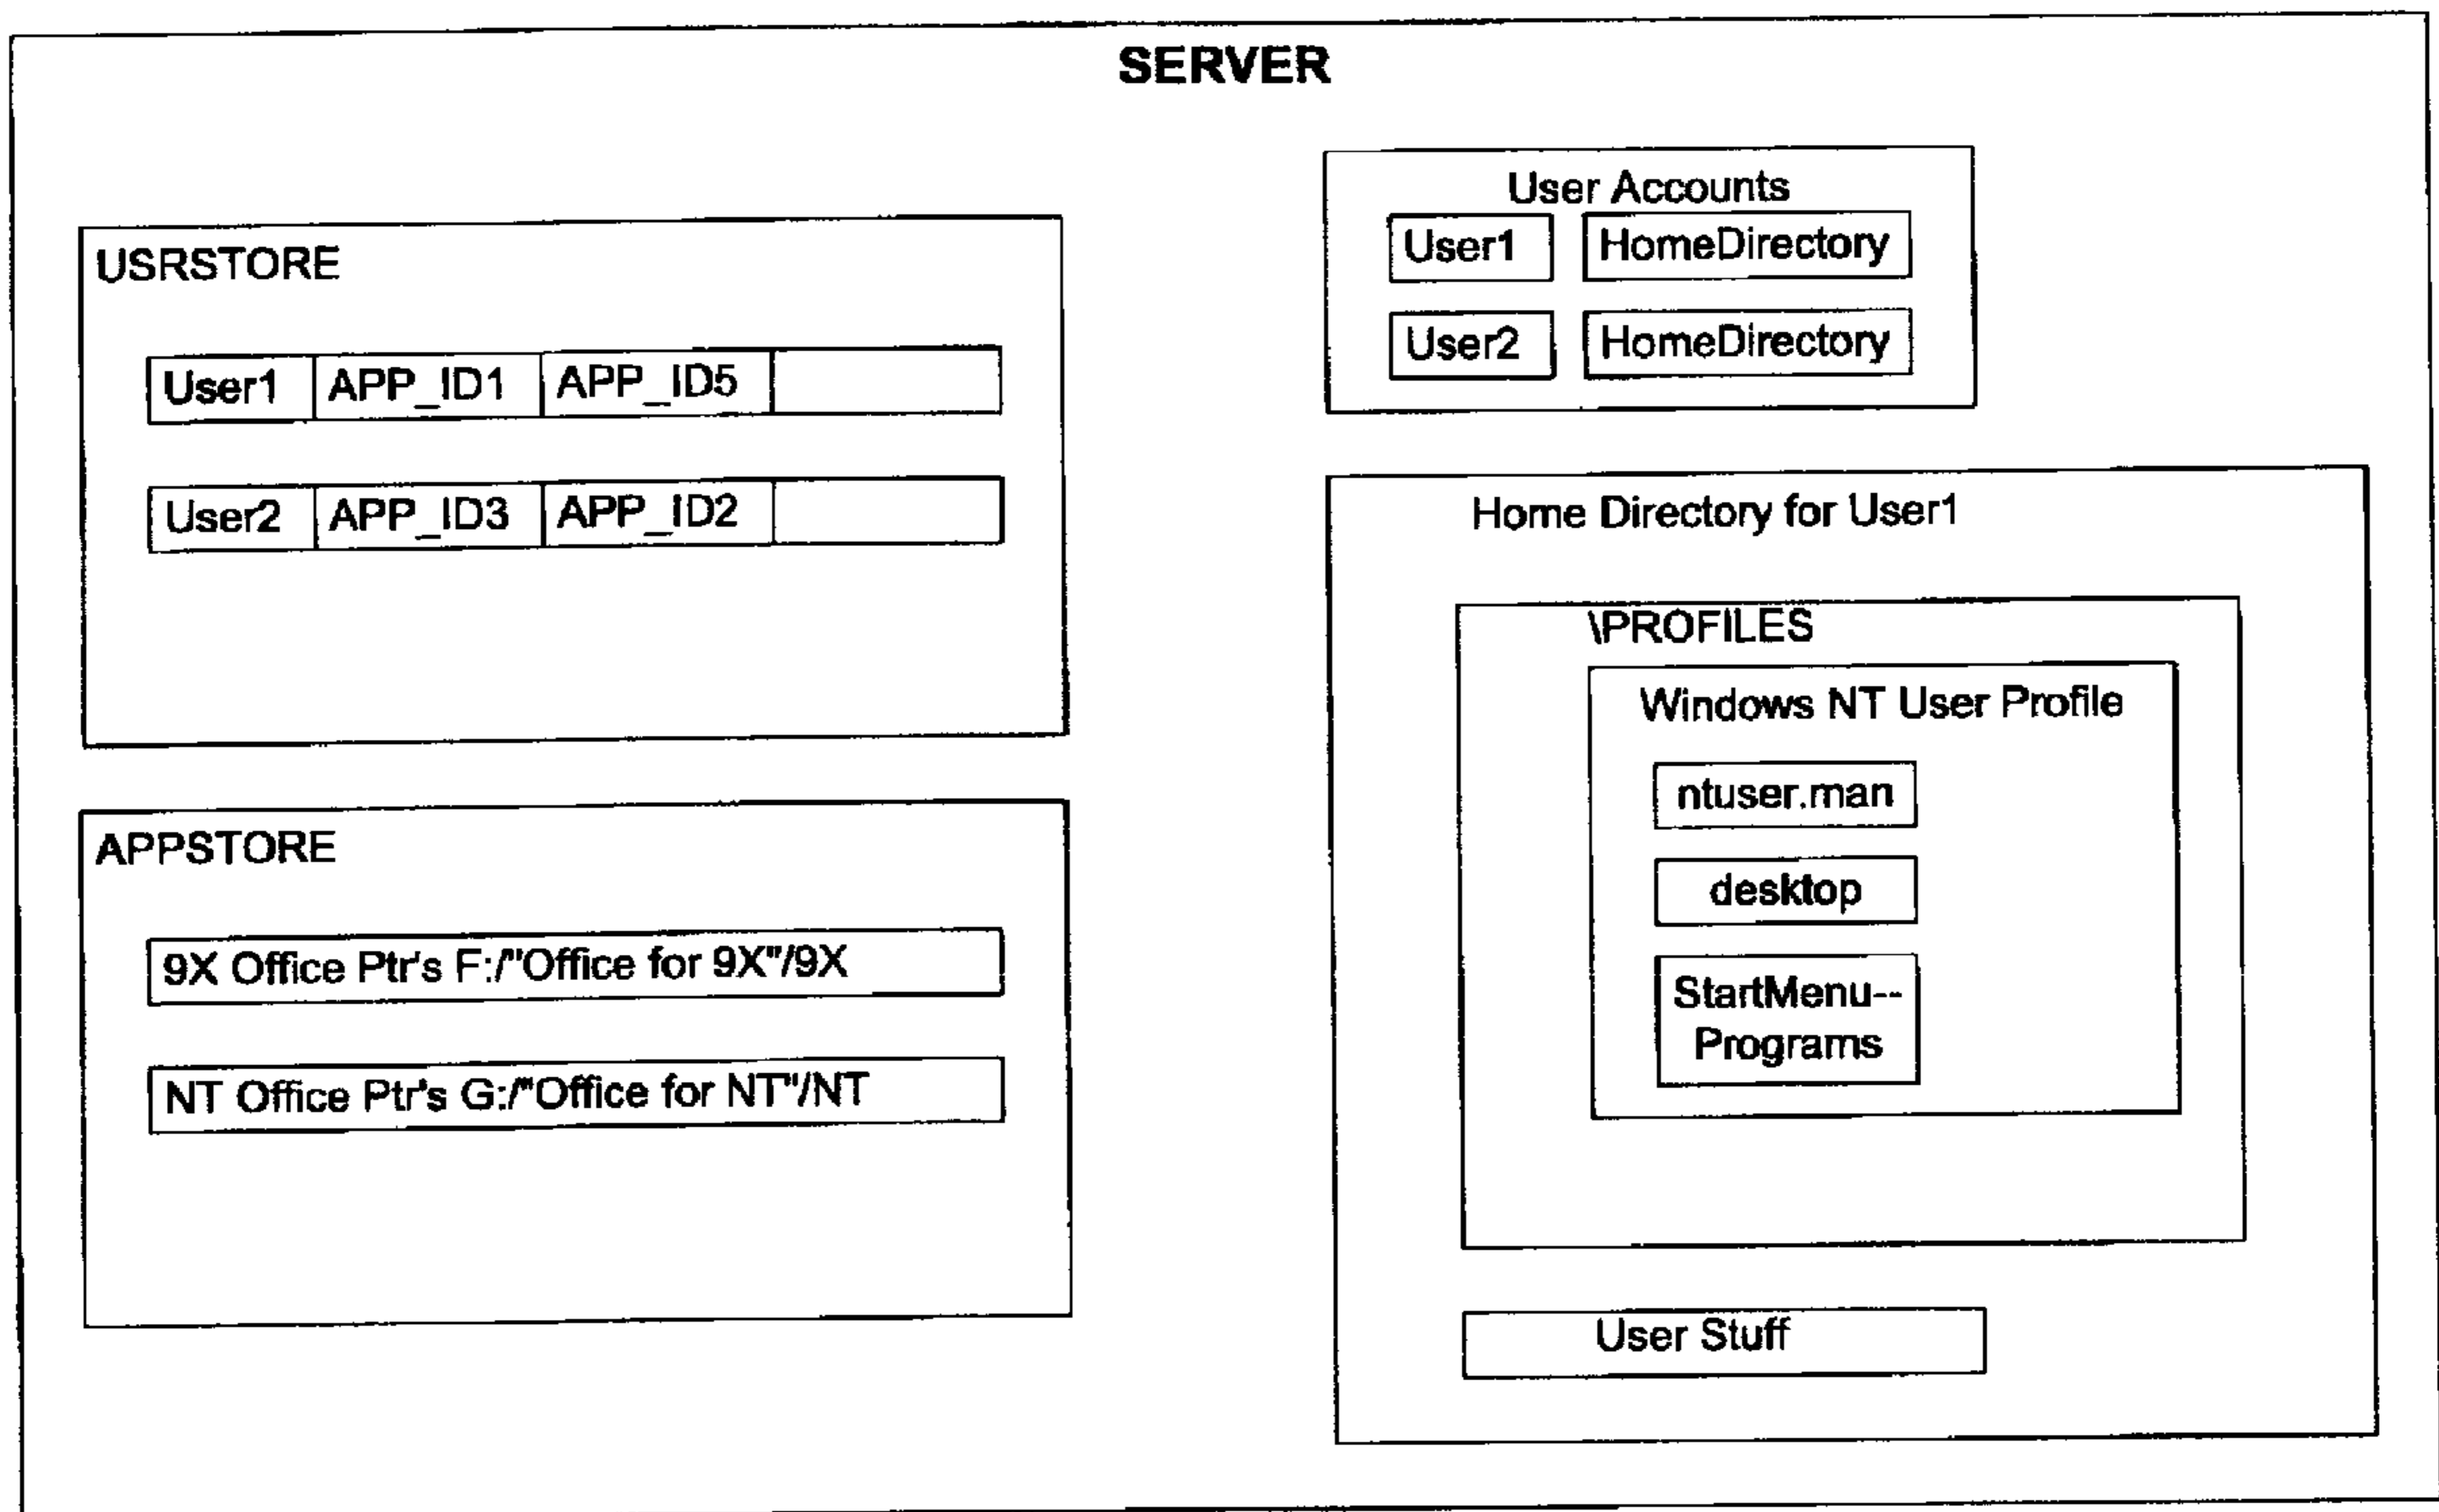 SERVER
USRSTORE
User1 APP_ID1 APP_ID5
User2 APP_ID3 APP_ID2
APPSTORE
9X Office Ptr's F:/"Office for 9X"/9X
NT Office Ptr's G:/"Office for NT"/NT
User Accounts
User1 HomeDirectory
User2 HomeDirectory
Home Directory for User1
\PROFILES
Windows NT User Profile
ntuser.man
desktop
StartMenu--
Programs
User Stuff